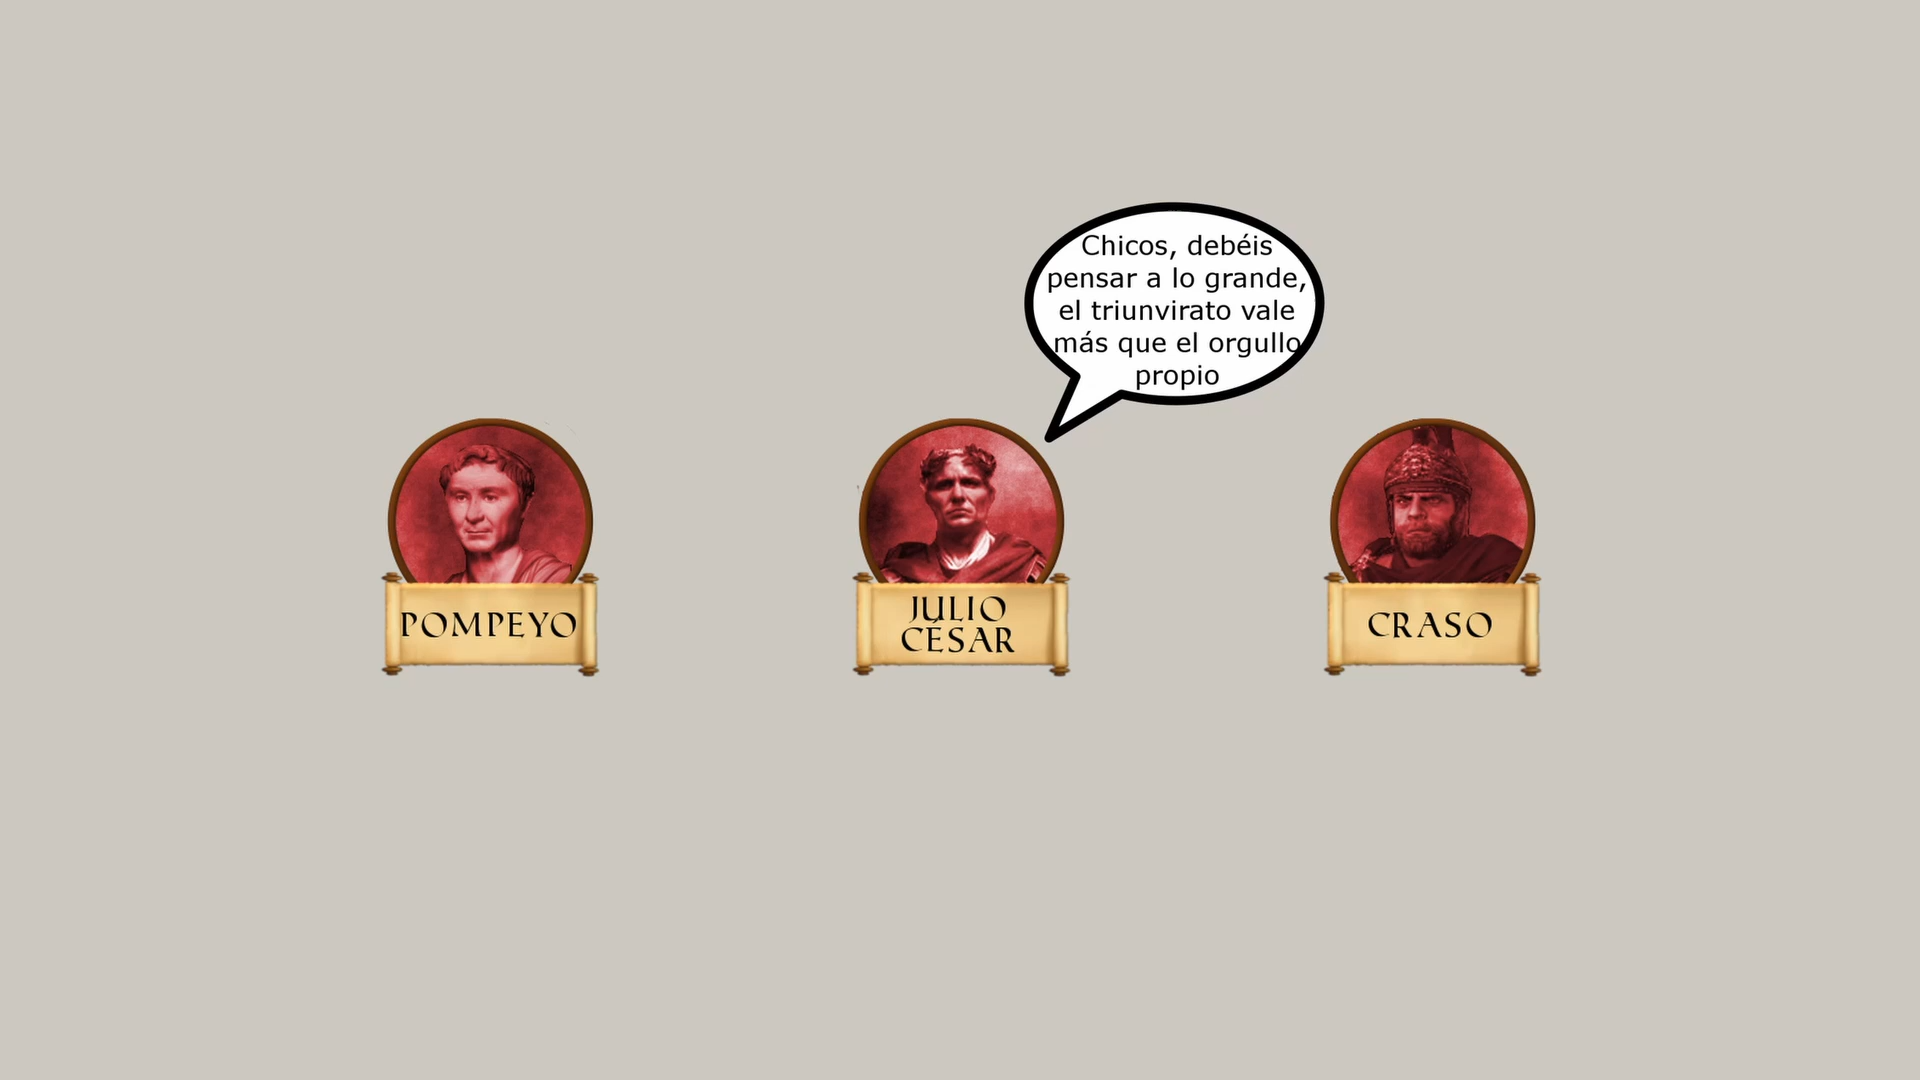 Chicos, debéis
pensar a lo grande,
el triunvirato vale
más que el orgullo
propio
POMPEYO
JULIO
CÉSAR
CRASO